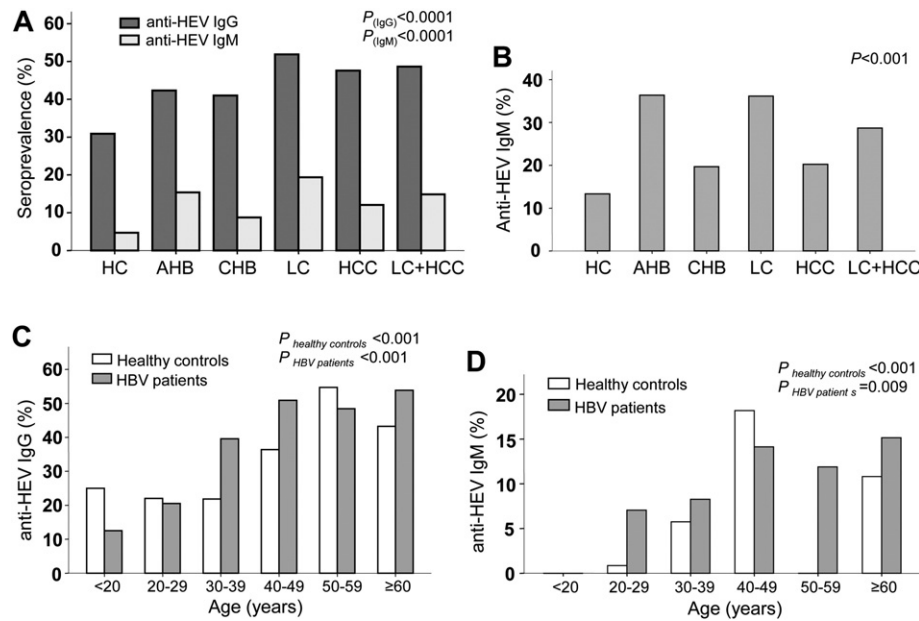 A
anti-HEV IgG
anti-HEV IgM
P(IgG)<0.0001
P(IgM)<0.0001
Seroprevalence (%)
60
50
40
30
20
10
0
HC AHB CHB LC HCC LC+HCC
B
P<0.001
Anti-HEV IgM (%)
40
30
20
10
0
HC AHB CHB LC HCC LC+HCC
C
P healthy controls <0.001
P HBV patients <0.001
Healthy controls
HBV patients
anti-HEV IgG (%)
60
50
40
30
20
10
0
<20 20-29 30-39 40-49 50-59 ≥60
Age (years)
D
P healthy controls <0.001
P HBV patient s =0.009
Healthy controls
HBV patients
anti-HEV IgM (%)
20
15
10
5
0
<20 20-29 30-39 40-49 50-59 ≥60
Age (years)